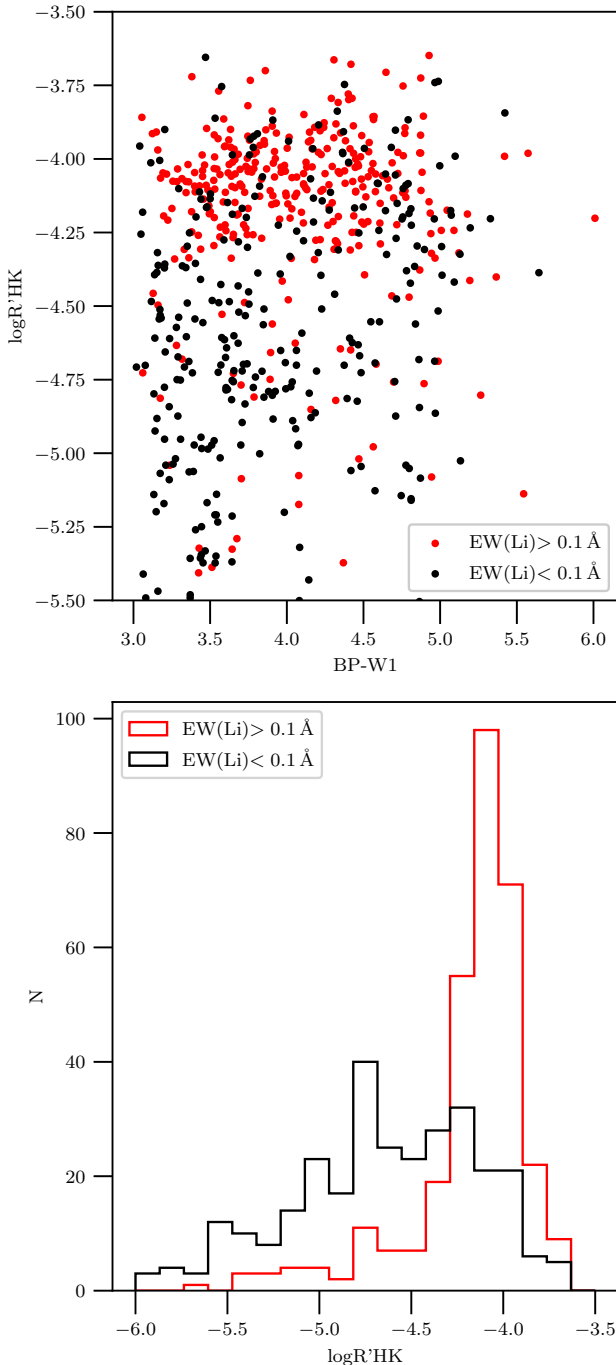 −3.50
−3.75
−4.00
−4.25
−4.50
−4.75
−5.00
−5.25
−5.50
logR'HK
EW(Li)> 0.1 Å
EW(Li)< 0.1 Å
3.0 3.5 4.0 4.5 5.0 5.5 6.0
BP-W1
100
80
60
40
20
0
N
EW(Li)> 0.1 Å
EW(Li)< 0.1 Å
−6.0 −5.5 −5.0 −4.5 −4.0 −3.5
logR'HK